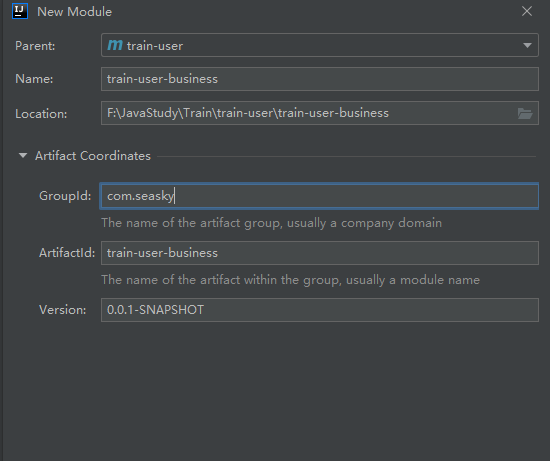 IJ New Module
Parent: m train-user
Name: train-user-business
Location: F:\JavaStudy\Train\train-user\train-user-business
Artifact Coordinates
GroupId: com.seasky
The name of the artifact group, usually a company domain
ArtifactId: train-user-business
The name of the artifact within the group, usually a module name
Version: 0.0.1-SNAPSHOT